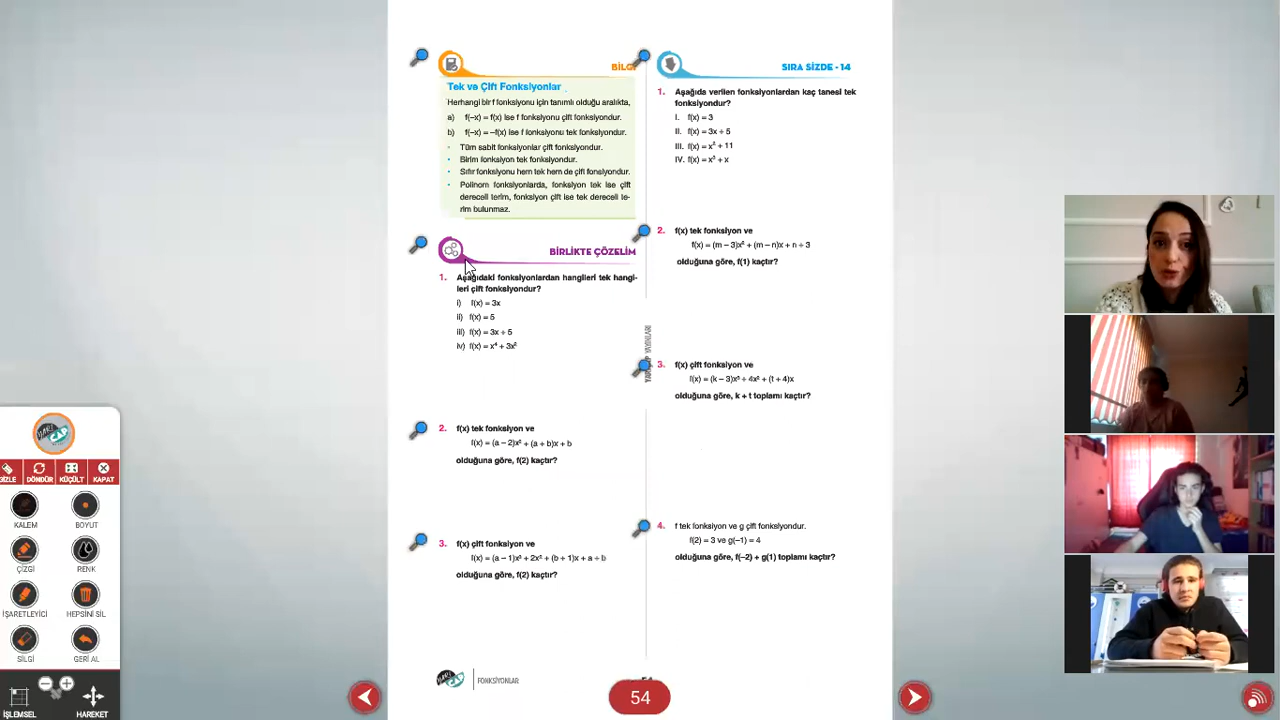 BİLGİ
Tek ve Çift Fonksiyonlar
Herhangi bir f fonksiyonu için tanımlı olduğu aralıkta,
a) f(–x) = f(x) ise f fonksiyonu çift fonksiyondur.
b) f(–x) = –f(x) ise f fonksiyonu tek fonksiyondur.
• Tüm sabit fonksiyonlar çift fonksiyondur.
• Birim fonksiyon tek fonksiyondur.
• Sıfır fonksiyonu hem tek hem de çift fonsiyondur.
• Polinom fonksiyonlarda, fonksiyon tek ise çift
dereceli terim, fonksiyon çift ise tek dereceli te-
rim bulunmaz.
BİRLİKTE ÇÖZELİM
1. Aşağıdaki fonksiyonlardan hangileri tek hangi-
leri çift fonksiyondur?
i) f(x) = 3x
ii) f(x) = 5
iii) f(x) = 3x + 5
iv) f(x) = x⁴ + 3x²
2. f(x) tek fonksiyon ve
f(x) = (a – 2)x² + (a + b)x + b
olduğuna göre, f(2) kaçtır?
3. f(x) çift fonksiyon ve
f(x) = (a – 1)x³ + 2x² + (b + 1)x + a + b
olduğuna göre, f(2) kaçtır?
SIRA SİZDE - 14
1. Aşağıda verilen fonksiyonlardan kaç tanesi tek
fonksiyondur?
I. f(x) = 3
II. f(x) = 3x + 5
III. f(x) = x² + 11
IV. f(x) = x³ + x
2. f(x) tek fonksiyon ve
f(x) = (m – 3)x² + (m – n)x + n + 3
olduğuna göre, f(1) kaçtır?
3. f(x) çift fonksiyon ve
f(x) = (k – 3)x³ + 4x² + (t + 4)x
olduğuna göre, k + t toplamı kaçtır?
4. f tek fonksiyon ve g çift fonksiyondur.
f(2) = 3 ve g(–1) = 4
olduğuna göre, f(–2) + g(1) toplamı kaçtır?
YAYINLARI
FONKSİYONLAR
54
GİZLE
DÖNDÜR
KÜÇÜLT
KAPAT
KALEM
BOYUT
ÇİZGİ
RENK
İŞARETLEYİCİ
HEPSİNİ SİL
SİLGİ
GERİ AL
İŞLEMSEL
HAREKET